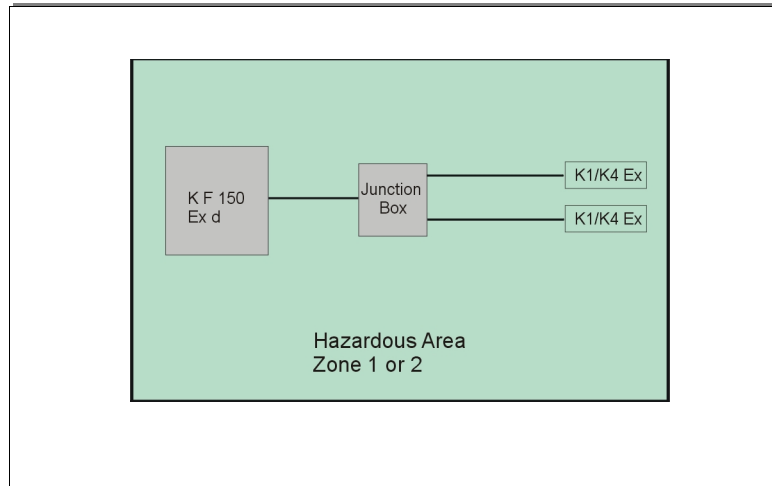 K F 150
Ex d
Junction
Box
K1/K4 Ex
K1/K4 Ex
Hazardous Area
Zone 1 or 2